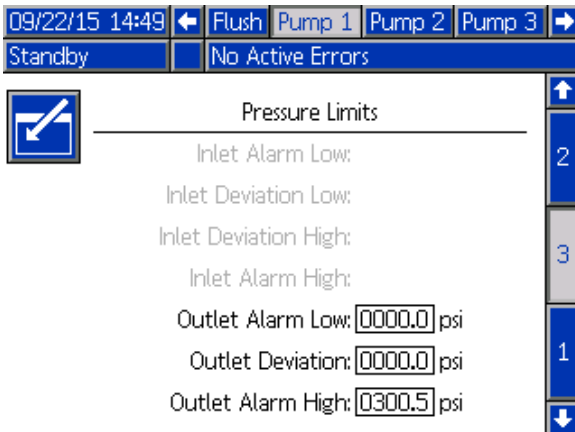 09/22/15 14:49 Flush Pump 1 Pump 2 Pump 3
Standby No Active Errors
Pressure Limits
Inlet Alarm Low:
2
Inlet Deviation Low:
Inlet Deviation High:
3
Inlet Alarm High:
Outlet Alarm Low: 0000.0 psi
Outlet Deviation: 0000.0 psi
1
Outlet Alarm High: 0300.5 psi